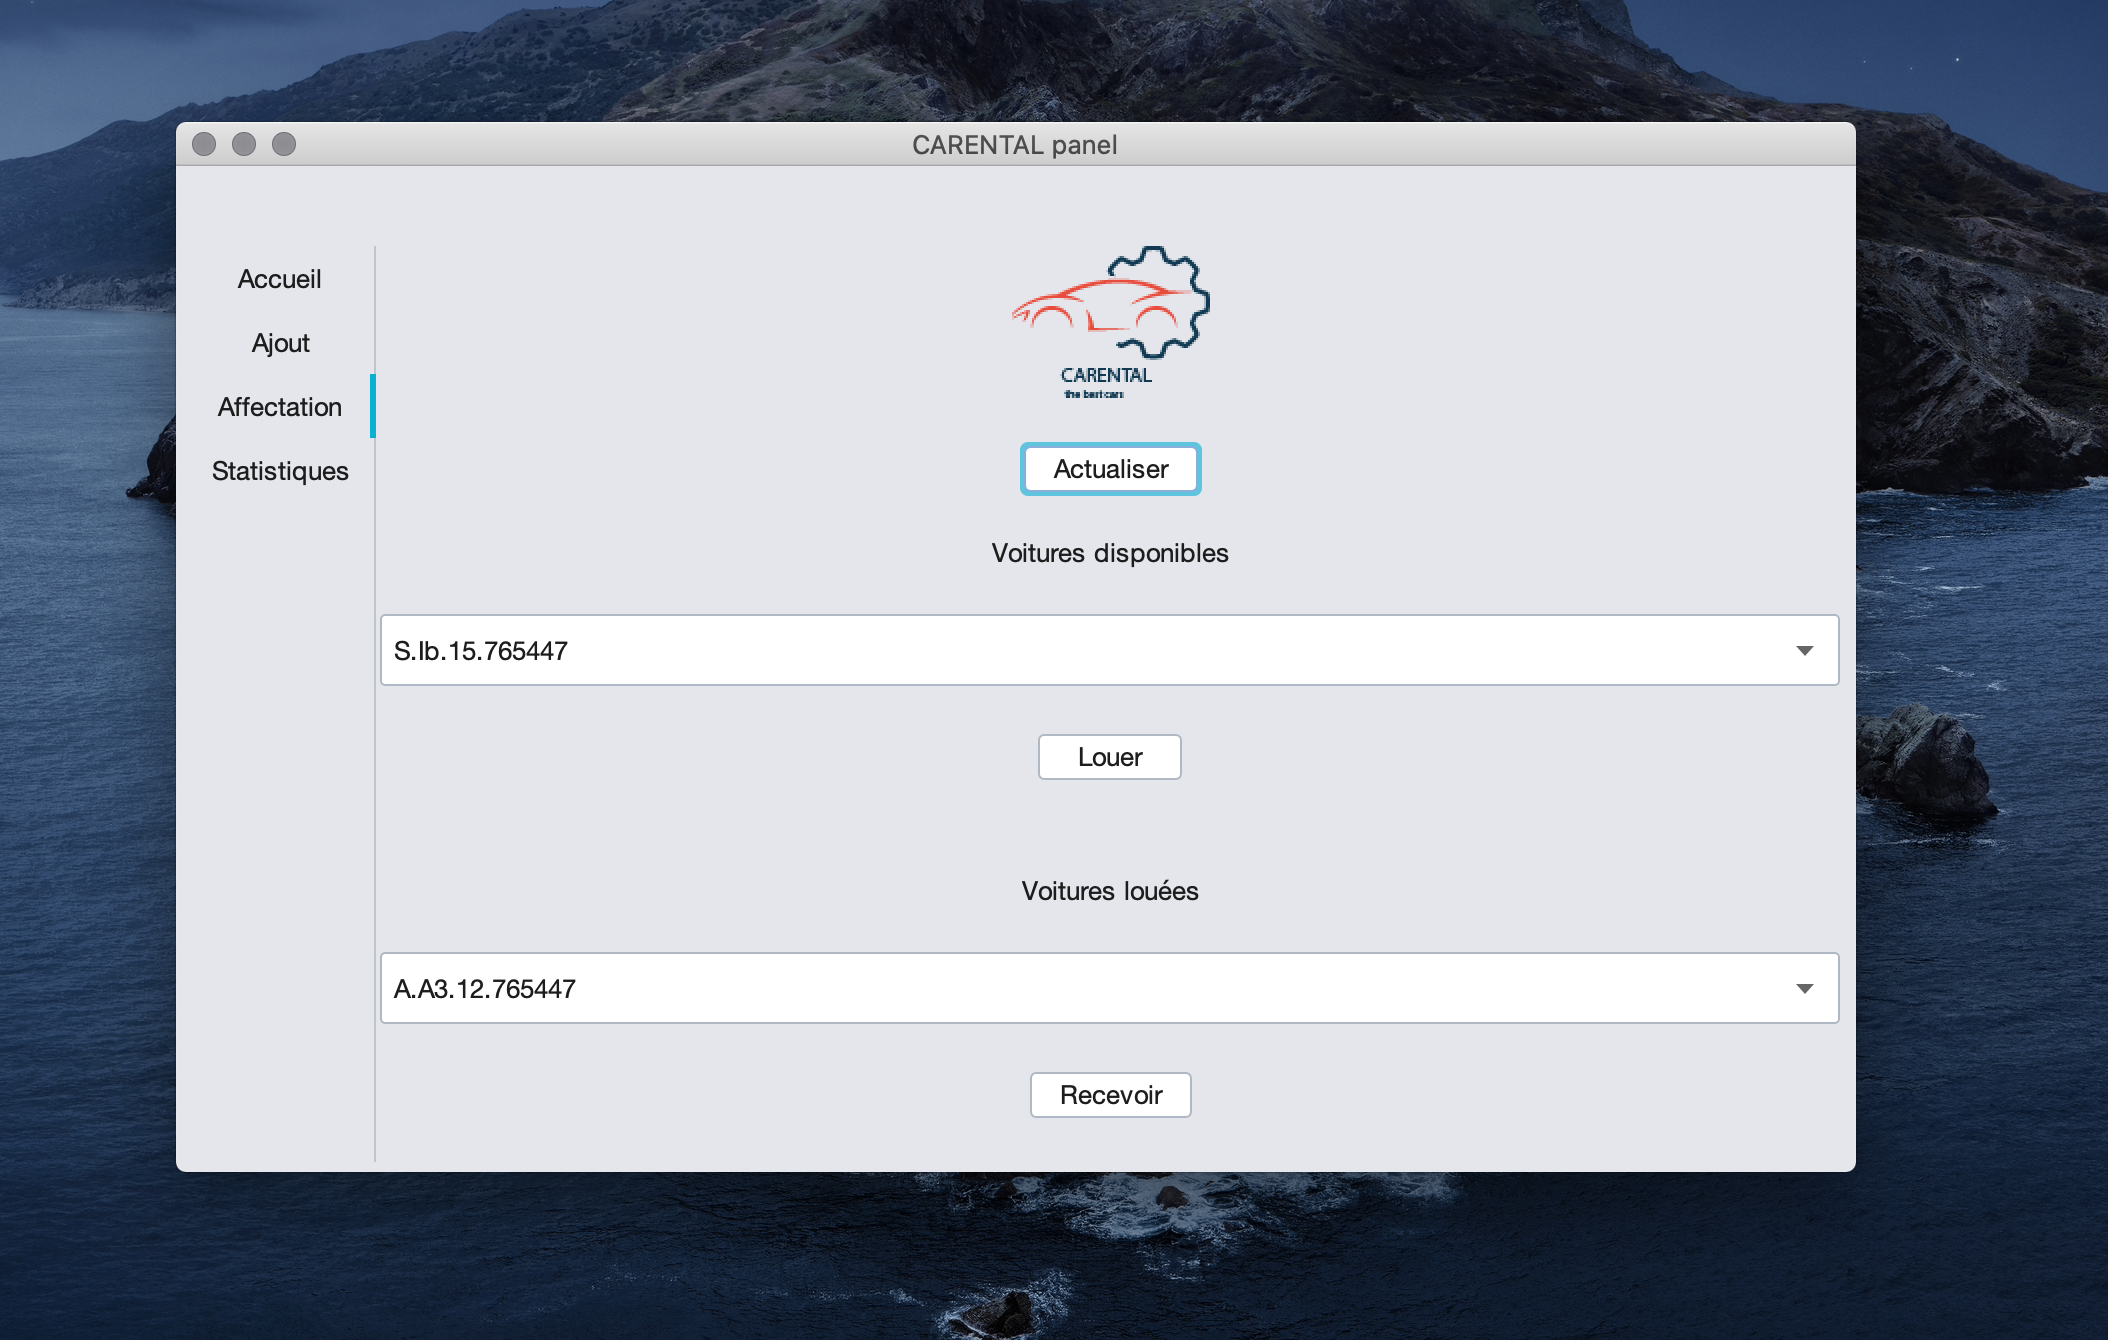 CARENTAL panel
Accueil
Ajout
Affectation
Statistiques
CARENTAL
the best cars
Actualiser
Voitures disponibles
S.Ib.15.765447
Louer
Voitures louées
A.A3.12.765447
Recevoir